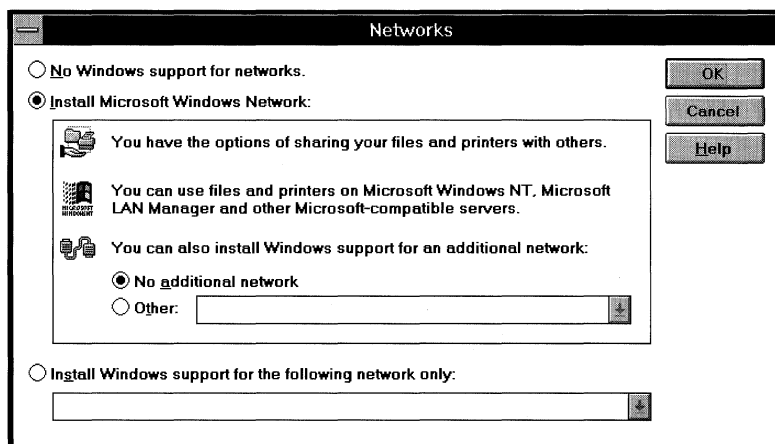 Networks
No Windows support for networks.
OK
Install Microsoft Windows Network:
Cancel
You have the options of sharing your files and printers with others.
Help
You can use files and printers on Microsoft Windows NT, Microsoft
LAN Manager and other Microsoft-compatible servers.
MICROSOFT
You can also install Windows support for an additional network:
No additional network
Other:
Install Windows support for the following network only: